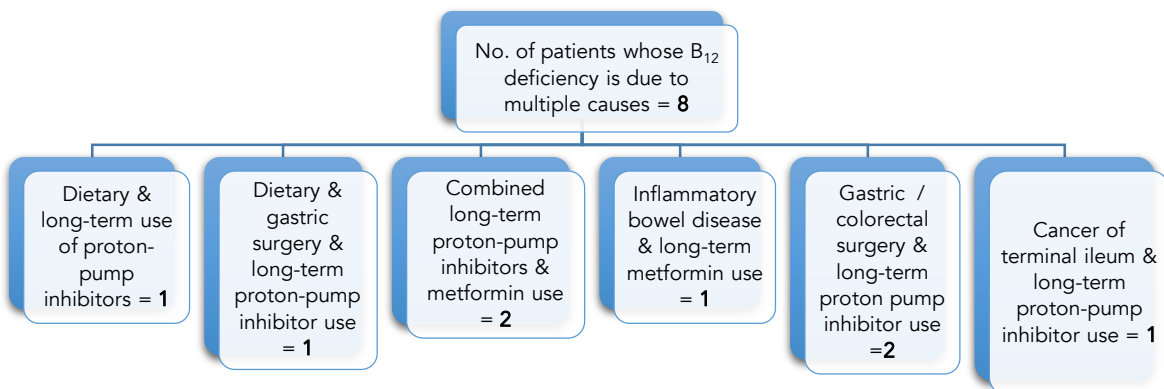 No. of patients whose B₁₂
deficiency is due to
multiple causes = 8
Dietary &
long-term use
of proton-
pump
inhibitors = 1
Dietary &
gastric
surgery &
long-term
proton-pump
inhibitor use
= 1
Combined
long-term
proton-pump
inhibitors &
metformin use
= 2
Inflammatory
bowel disease
& long-term
metformin use
= 1
Gastric /
colorectal
surgery &
long-term
proton pump
inhibitor use
=2
Cancer of
terminal ileum &
long-term
proton-pump
inhibitor use = 1